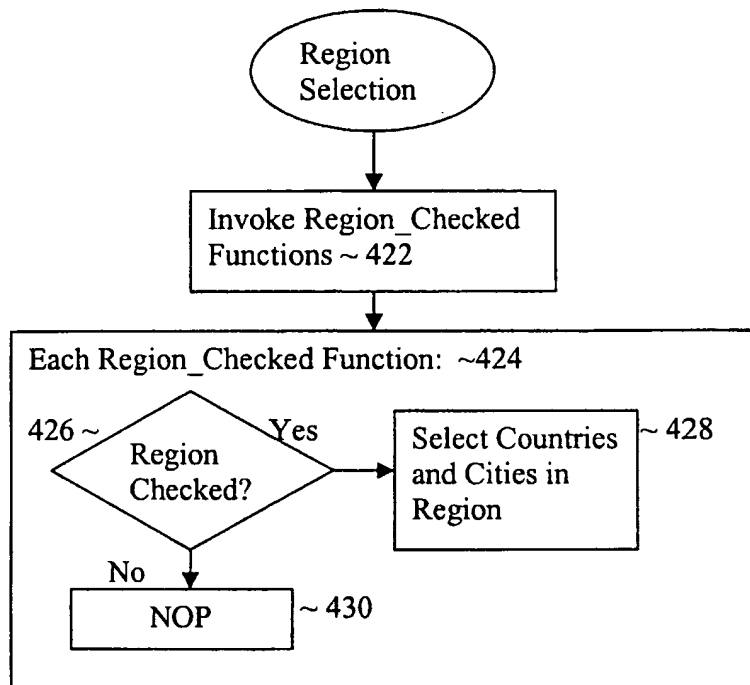 Region
Selection
Invoke Region_Checked
Functions ~ 422
Each Region_Checked Function: ~424
426 ~
Yes
Region
Checked?
Select Countries
and Cities in
Region
~ 428
No
NOP
~ 430